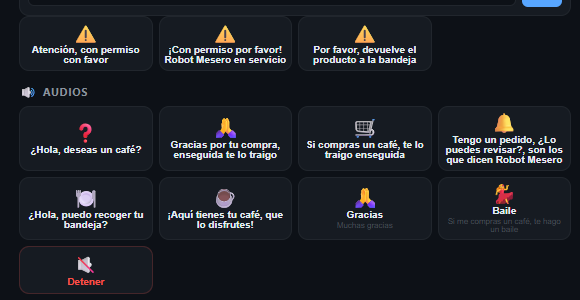 Atención, con permiso
con favor
¡Con permiso por favor!
Robot Mesero en servicio
Por favor, devuelve el
producto a la bandeja
AUDIOS
¿Hola, deseas un café?
Gracias por tu compra,
enseguida te lo traigo
Si compras un café, te lo
traigo enseguida
Tengo un pedido, ¿Lo
puedes revisar?, son los
que dicen Robot Mesero
¿Hola, puedo recoger tu
bandeja?
¡Aquí tienes tu café, que
lo disfrutes!
Gracias
Muchas gracias
Baile
Si me compras un café, te hago
un baile
Detener